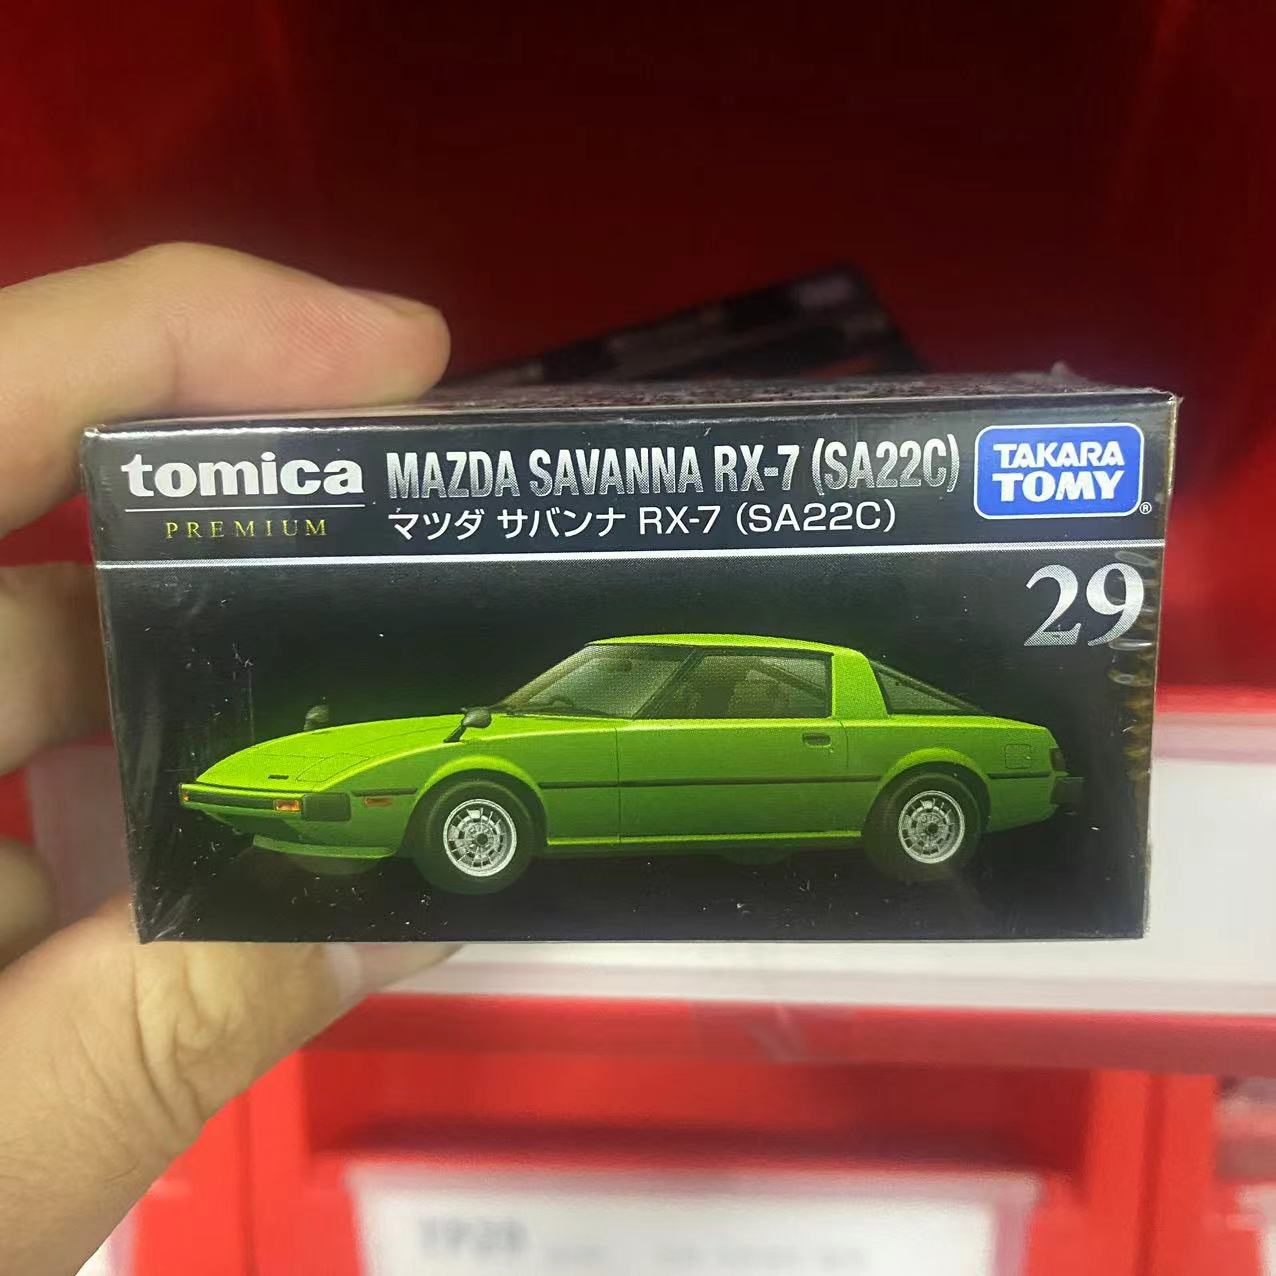 tomica
PREMIUM
MAZDA SAVANNA RX-7 (SA22C)
マツダ サバンナ RX-7 (SA22C)
TAKARA
TOMY
®
29